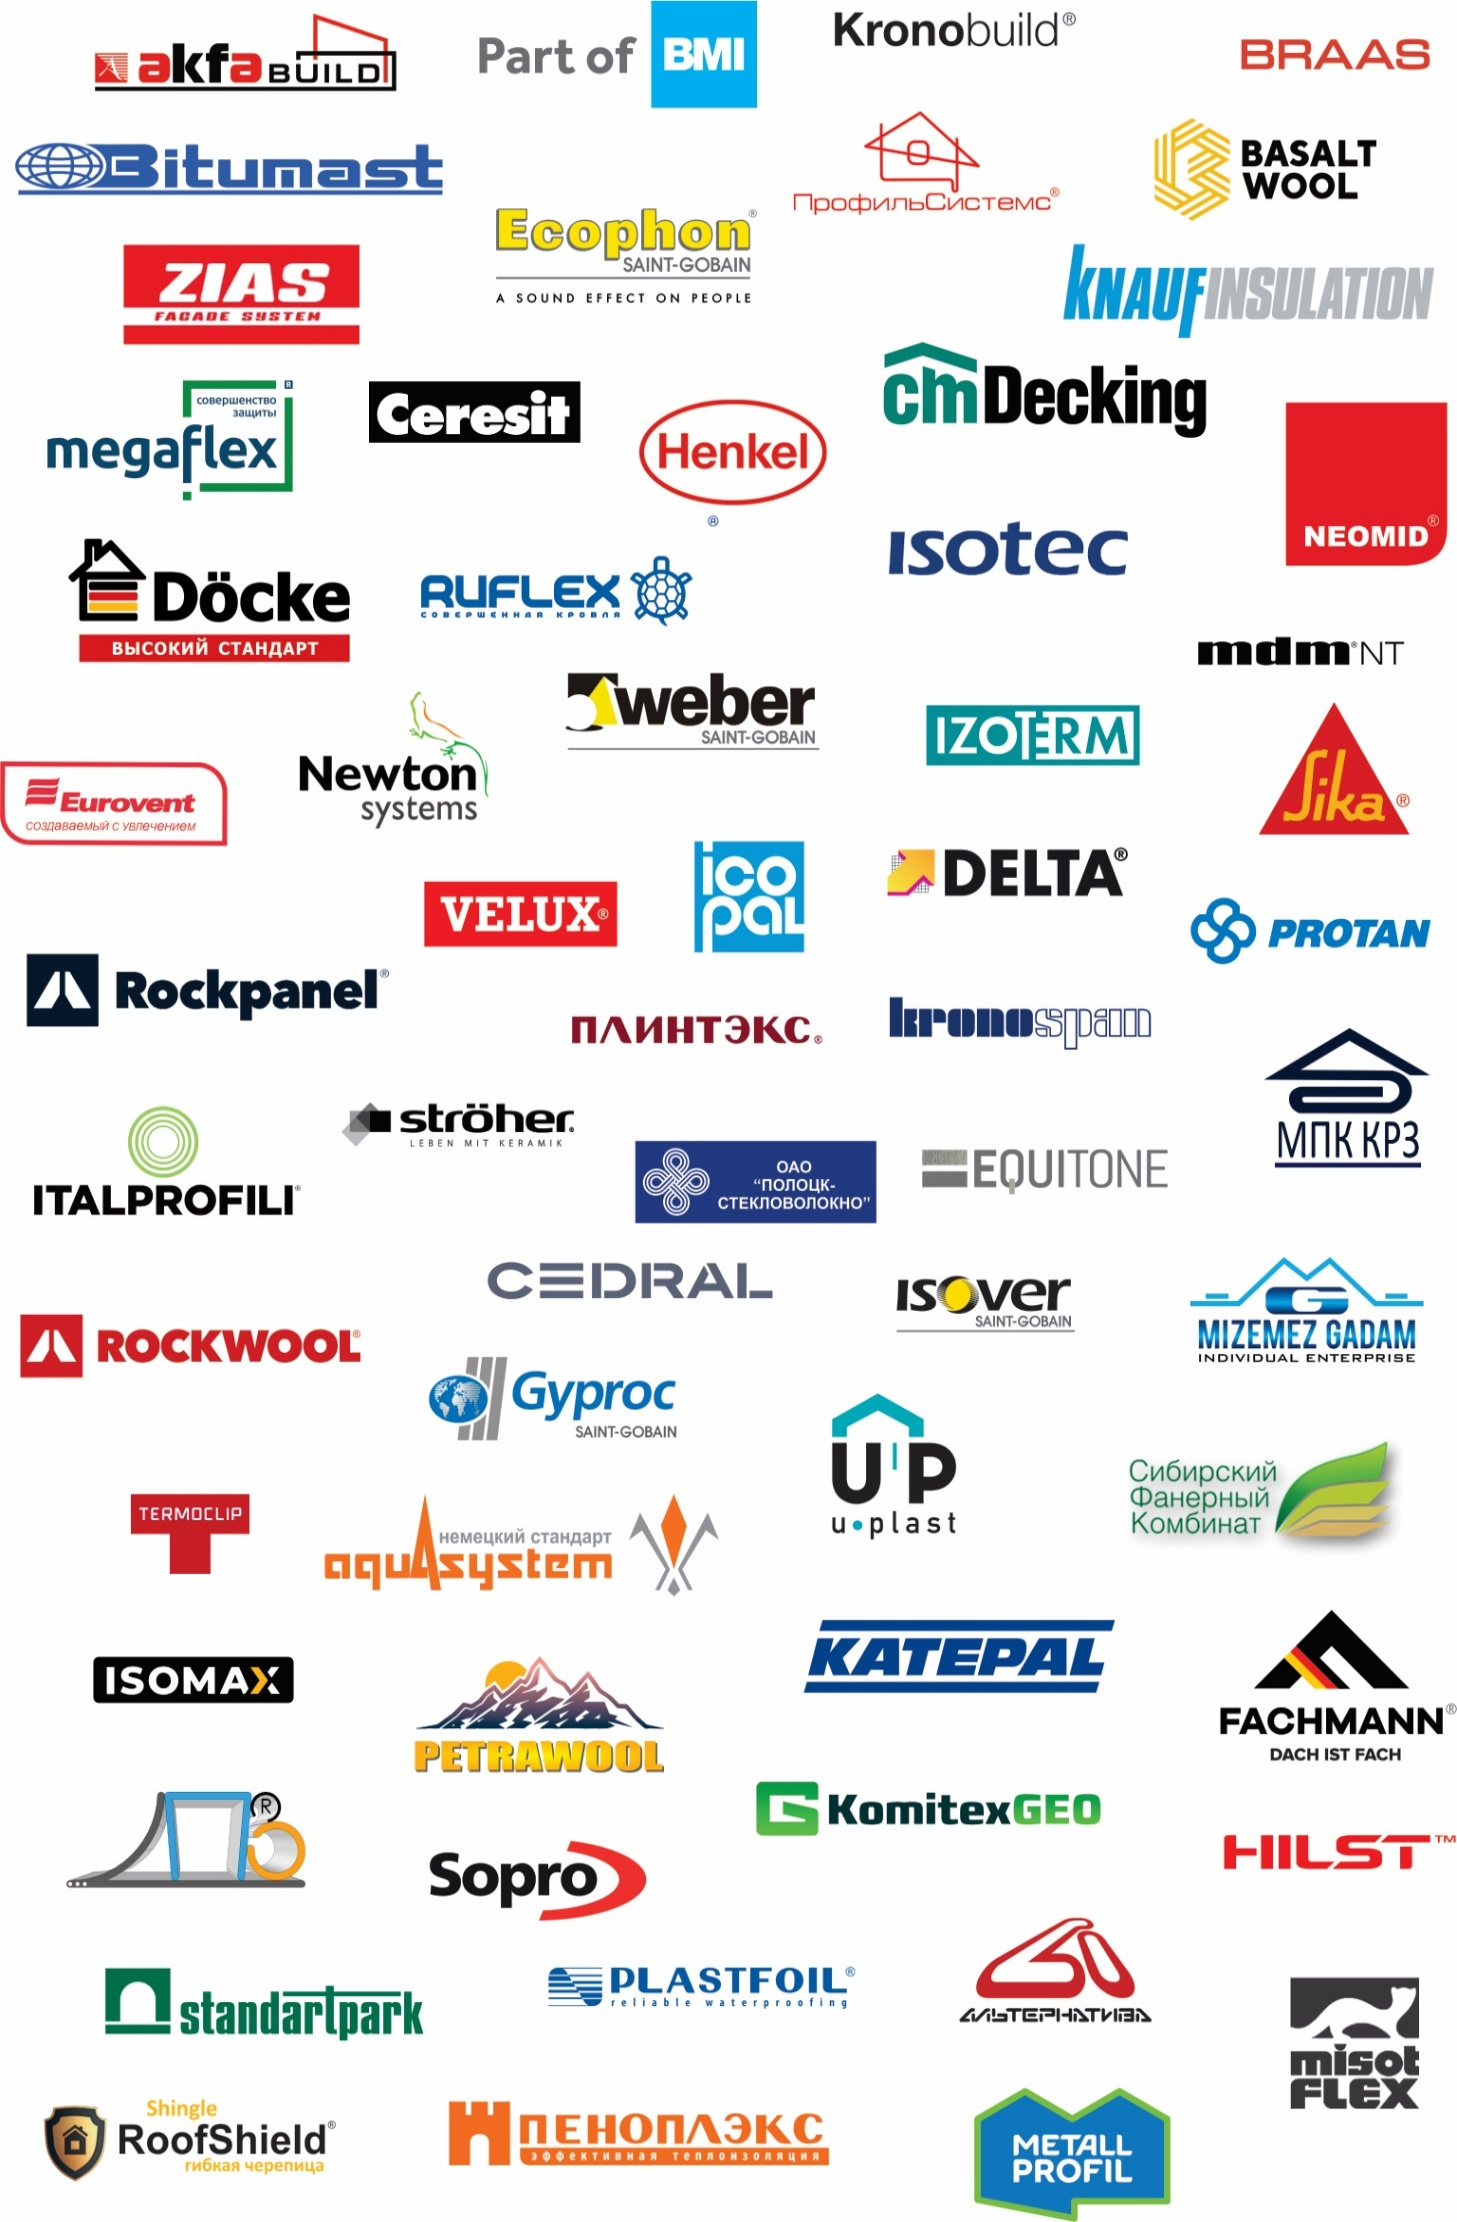 akfa BUILD
Part of BMI
Kronobuild®
BRAAS
Bitumast
ПрофильСистемс®
BASALT
WOOL
Ecophon®
SAINT-GOBAIN
A SOUND EFFECT ON PEOPLE
ZIAS
FACADE SYSTEM
KNAUFINSULATION
совершенство
защиты
megaflex®
Ceresit
Henkel
®
cmDecking
NEOMID®
Döcke
ВЫСОКИЙ СТАНДАРТ
RUFLEX
СОВЕРШЕННАЯ КРОВЛЯ
ISOTEC
mdm®NT
weber
SAINT-GOBAIN
Newton
systems
IZOTERM
Sika®
Eurovent
СОЗДАВАЕМЫЙ С УВЛЕЧЕНИЕМ
VELUX®
ico
pal
DELTA®
PROTAN
Rockpanel®
ПЛИНТЭКС®
kronospan
МПК КРЗ
ströher®
LEBEN MIT KERAMIK
ITALPROFILI®
ОАО
“ПОЛОЦК-
СТЕКЛОВОЛОКНО”
EQUITONE
CEDRAL
ISOVER
SAINT-GOBAIN
G
MIZEMEZ GADAM
INDIVIDUAL ENTERPRISE
ROCKWOOL®
Gyproc
SAINT-GOBAIN
U P
u•plast
Сибирский
Фанерный
Комбинат
TERMOCLIP
немецкий стандарт
aquasystem
KATEPAL
ISOMAX
PETRAWOOL
FACHMANN®
DACH IST FACH
®
KomitexGEO
HILST™
Sopro
standartpark
PLASTFOIL®
reliable waterproofing
АЛЬТЕРНАТИВА
misot
FLEX
Shingle
RoofShield®
гибкая черепица
ПЕНОПЛЭКС
эффективная теплоизоляция
METALL
PROFIL